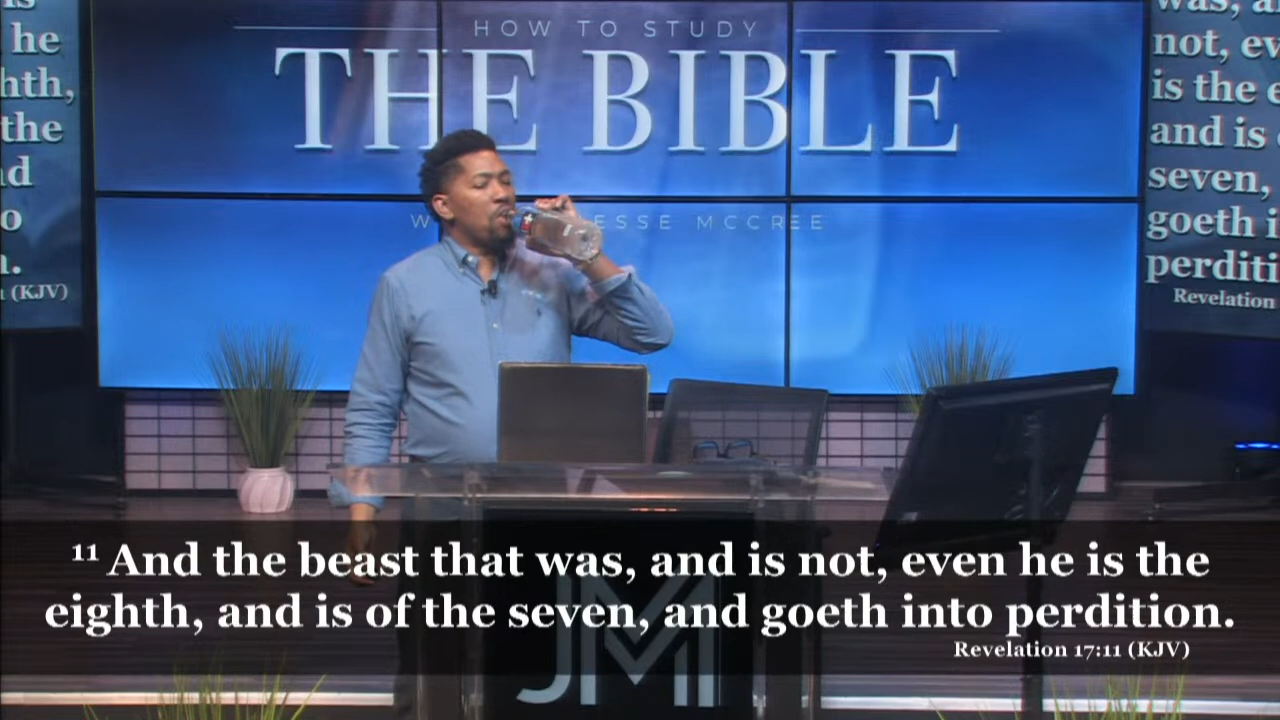 HOW TO STUDY
THE BIBLE
W ESSE MCCREE
he
hth,
the
(KJV)
was,
not, ev
is the e
and is
seven,
goeth i
perditi
Revelation
11 And the beast that was, and is not, even he is the
eighth, and is of the seven, and goeth into perdition.
Revelation 17:11 (KJV)
JMI